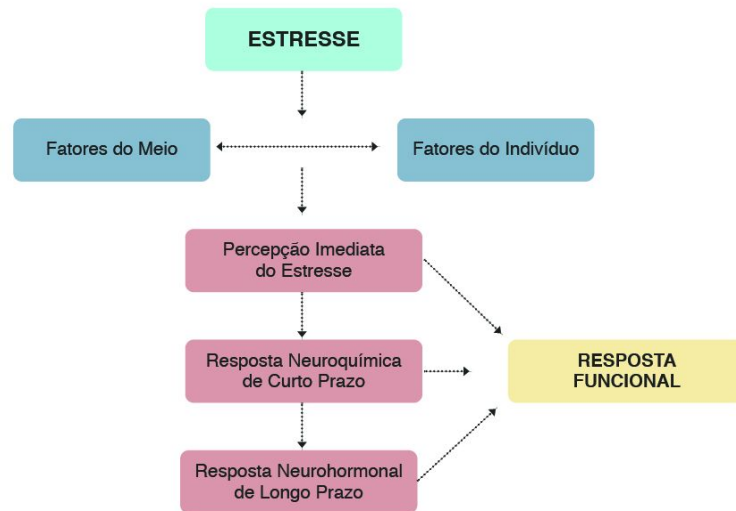 ESTRESSE
Fatores do Meio
Fatores do Indivíduo
Percepção Imediata
do Estresse
Resposta Neuroquímica
de Curto Prazo
RESPOSTA
FUNCIONAL
Resposta Neurohormonal
de Longo Prazo